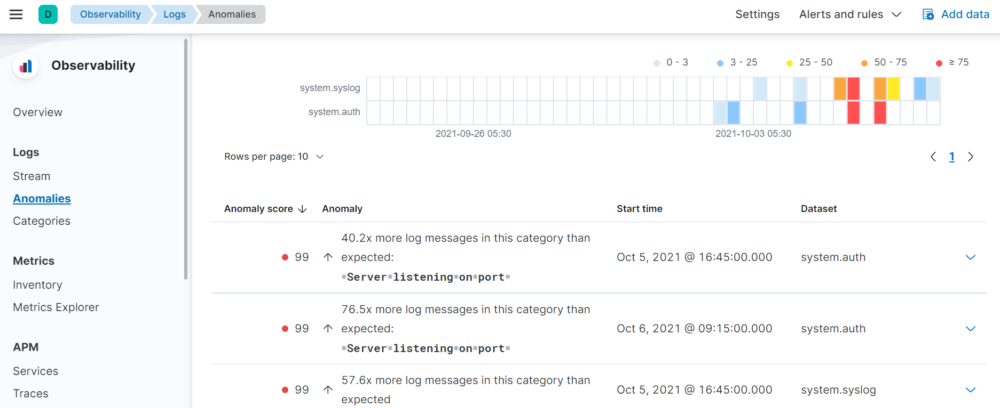 D Observability Logs Anomalies Settings Alerts and rules Add data
Observability
Overview
Logs
Stream
Anomalies
Categories
Metrics
Inventory
Metrics Explorer
APM
Services
Traces
0 - 3 3 - 25 25 - 50 50 - 75 ≥ 75
system.syslog
system.auth
2021-09-26 05:30 2021-10-03 05:30
Rows per page: 10 1
Anomaly score Anomaly Start time Dataset
40.2x more log messages in this category than
99 expected: Oct 5, 2021 @ 16:45:00.000 system.auth
*Server*listening*on*port*
76.5x more log messages in this category than
99 expected: Oct 6, 2021 @ 09:15:00.000 system.auth
*Server*listening*on*port*
57.6x more log messages in this category than
99 Oct 5, 2021 @ 16:45:00.000 system.syslog
expected